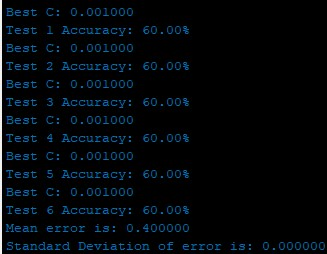 Best C: 0.001000
Test 1 Accuracy: 60.00%
Best C: 0.001000
Test 2 Accuracy: 60.00%
Best C: 0.001000
Test 3 Accuracy: 60.00%
Best C: 0.001000
Test 4 Accuracy: 60.00%
Best C: 0.001000
Test 5 Accuracy: 60.00%
Best C: 0.001000
Test 6 Accuracy: 60.00%
Mean error is: 0.400000
Standard Deviation of error is: 0.000000